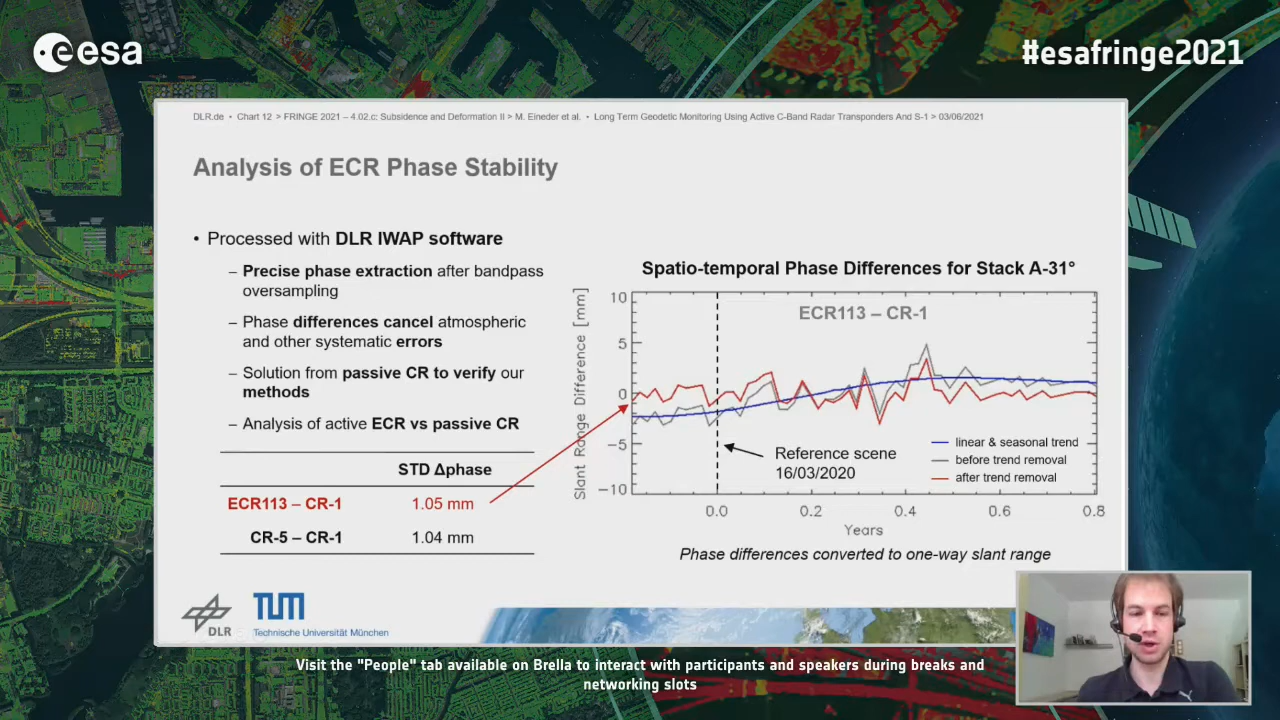 esa
#esafringe2021
DLR.de • Chart 12 > FRINGE 2021 – 4.02.c: Subsidence and Deformation II > M. Eineder et al. • Long Term Geodetic Monitoring Using Active C-Band Radar Transponders And S-1 > 03/06/2021
Analysis of ECR Phase Stability
• Processed with DLR IWAP software
– Precise phase extraction after bandpass
oversampling
– Phase differences cancel atmospheric
and other systematic errors
– Solution from passive CR to verify our
methods
– Analysis of active ECR vs passive CR
STD Δphase
ECR113 – CR-1 1.05 mm
CR-5 – CR-1 1.04 mm
Spatio-temporal Phase Differences for Stack A-31°
ECR113 – CR-1
Slant Range Difference [mm]
10
5
0
−5
−10
Reference scene
16/03/2020
linear & seasonal trend
before trend removal
after trend removal
0.0 0.2 0.4 0.6 0.8
Years
Phase differences converted to one-way slant range
DLR
TUM
Technische Universität München
Visit the "People" tab available on Brella to interact with participants and speakers during breaks and
networking slots